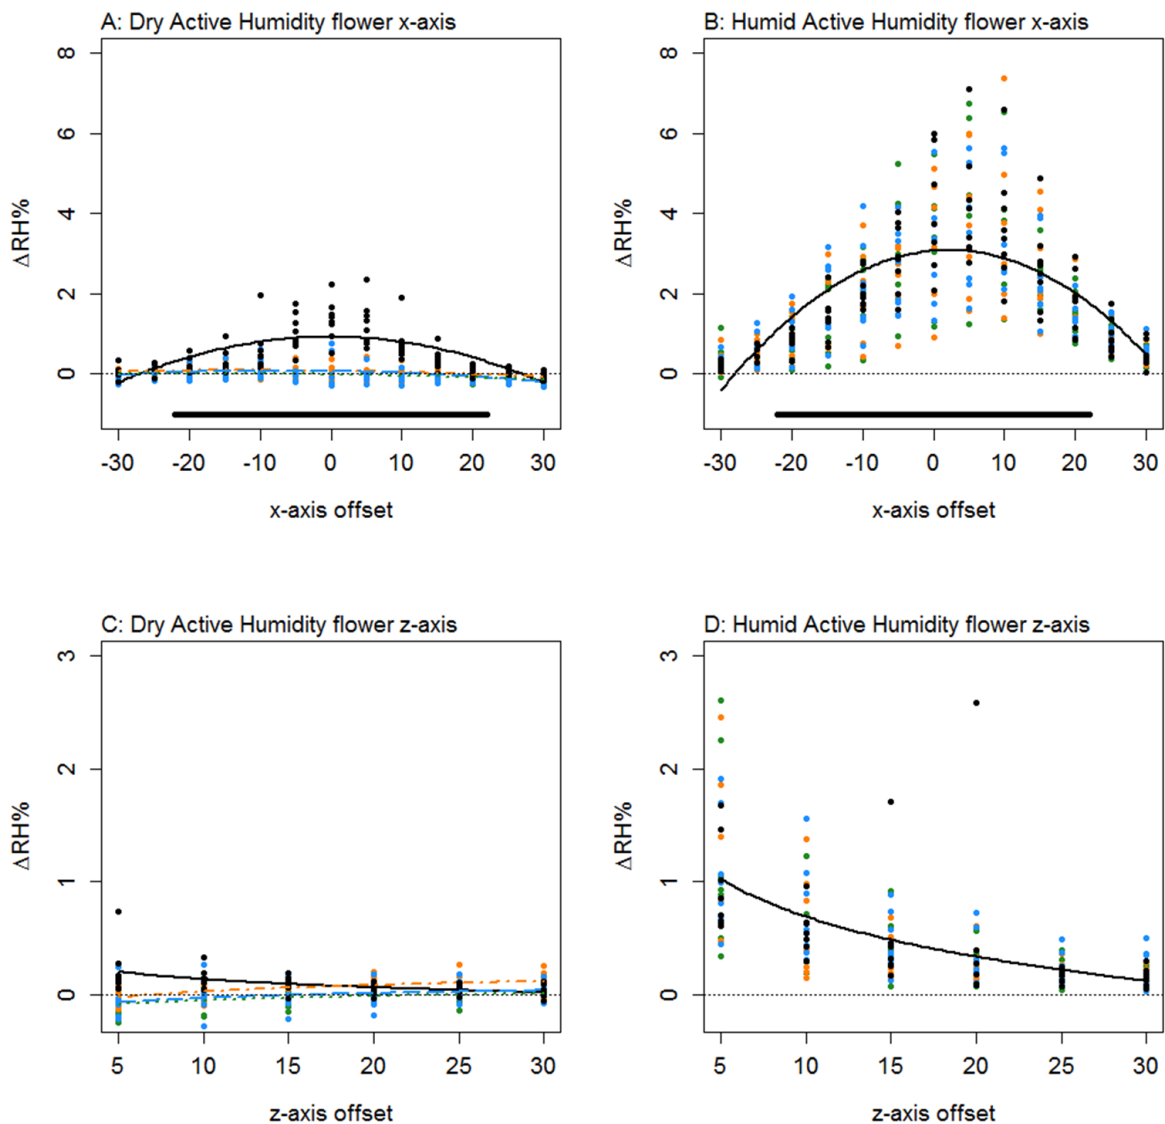 A: Dry Active Humidity flower x-axis
8
6
4
2
0
ΔRH%
-30 -20 -10 0 10 20 30
x-axis offset
B: Humid Active Humidity flower x-axis
8
6
4
2
0
ΔRH%
-30 -20 -10 0 10 20 30
x-axis offset
C: Dry Active Humidity flower z-axis
3
2
1
0
ΔRH%
5 10 15 20 25 30
z-axis offset
D: Humid Active Humidity flower z-axis
3
2
1
0
ΔRH%
5 10 15 20 25 30
z-axis offset